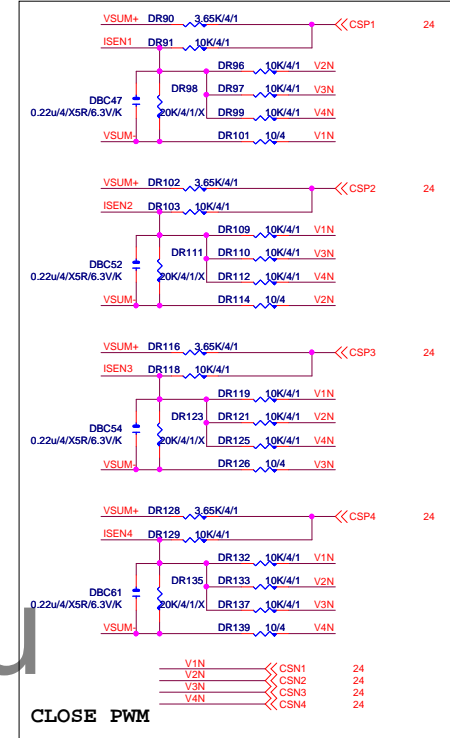 VSUM+ DR90 3.65K/4/1 CSP1 24
ISEN1 DR91 10K/4/1
DR96 10K/4/1 V2N
DR98 DR97 10K/4/1 V3N
DBC47
0.22u/4/X5R/6.3V/K 20K/4/1/X DR99 10K/4/1 V4N
VSUM- DR101 10/4 V1N
VSUM+ DR102 3.65K/4/1 CSP2 24
ISEN2 DR103 10K/4/1
DR109 10K/4/1 V1N
DR111 DR110 10K/4/1 V3N
DBC52
0.22u/4/X5R/6.3V/K 20K/4/1/X DR112 10K/4/1 V4N
VSUM- DR114 10/4 V2N
VSUM+ DR116 3.65K/4/1 CSP3 24
ISEN3 DR118 10K/4/1
DR119 10K/4/1 V1N
DR123 DR121 10K/4/1 V2N
DBC54
0.22u/4/X5R/6.3V/K 20K/4/1/X DR125 10K/4/1 V4N
VSUM- DR126 10/4 V3N
VSUM+ DR128 3.65K/4/1 CSP4 24
ISEN4 DR129 10K/4/1
DR132 10K/4/1 V1N
DR135 DR133 10K/4/1 V2N
DBC61
0.22u/4/X5R/6.3V/K 20K/4/1/X DR137 10K/4/1 V3N
VSUM- DR139 10/4 V4N
V1N CSN1 24
V2N CSN2 24
V3N CSN3 24
V4N CSN4 24
CLOSE PWM